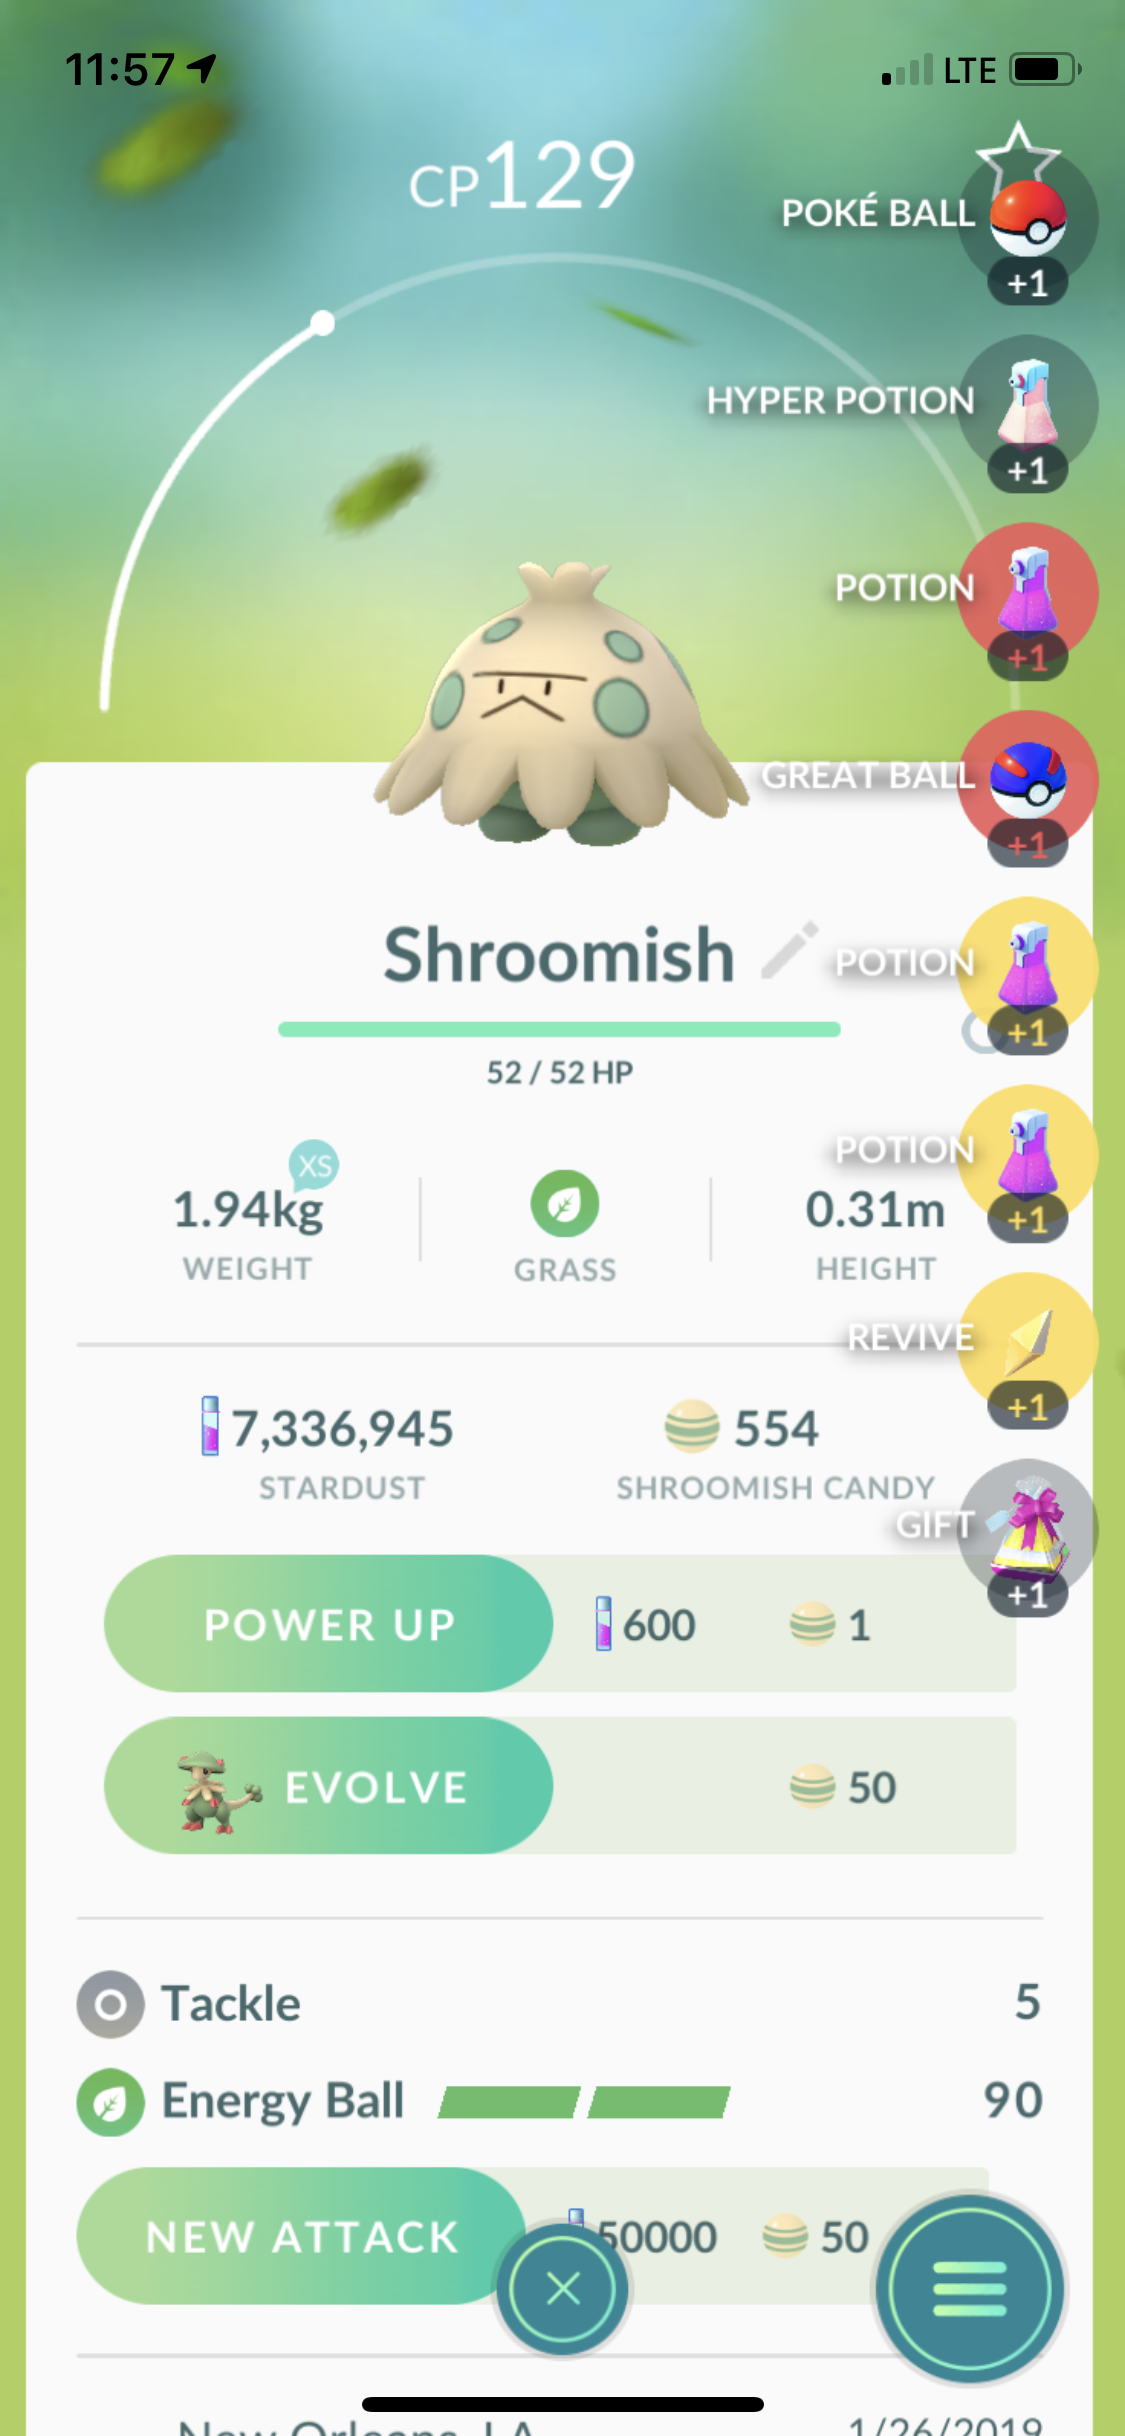 11:57
LTE
CP129
POKÉ BALL
+1
HYPER POTION
+1
POTION
+1
GREAT BALL
+1
Shroomish
POTION
+1
52 / 52 HP
XS
1.94kg
WEIGHT
GRASS
0.31m
HEIGHT
POTION
+1
REVIVE
+1
7,336,945
STARDUST
554
SHROOMISH CANDY
GIFT
+1
POWER UP
600
1
EVOLVE
50
Tackle
5
Energy Ball
90
NEW ATTACK
50000
50
New Orleans, LA
1/26/2019